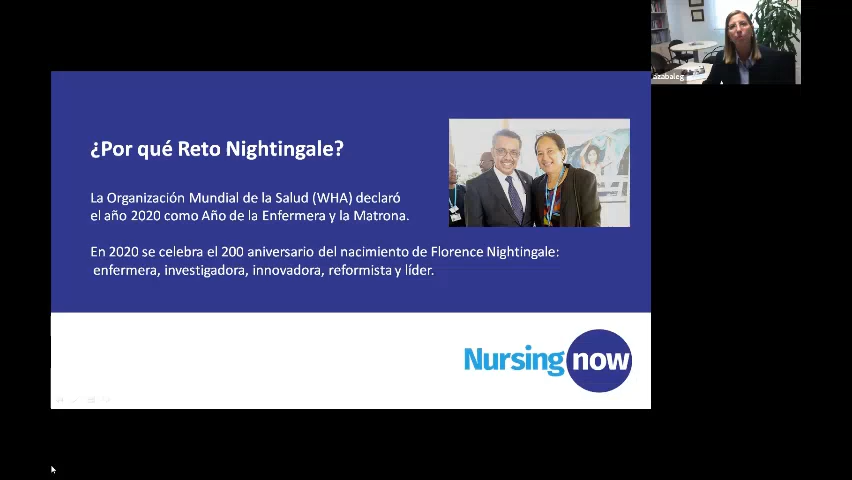 azabaleg
¿Por qué Reto Nightingale?
La Organización Mundial de la Salud (WHA) declaró
el año 2020 como Año de la Enfermera y la Matrona.
En 2020 se celebra el 200 aniversario del nacimiento de Florence Nightingale:
enfermera, investigadora, innovadora, reformista y líder.
Nursing now